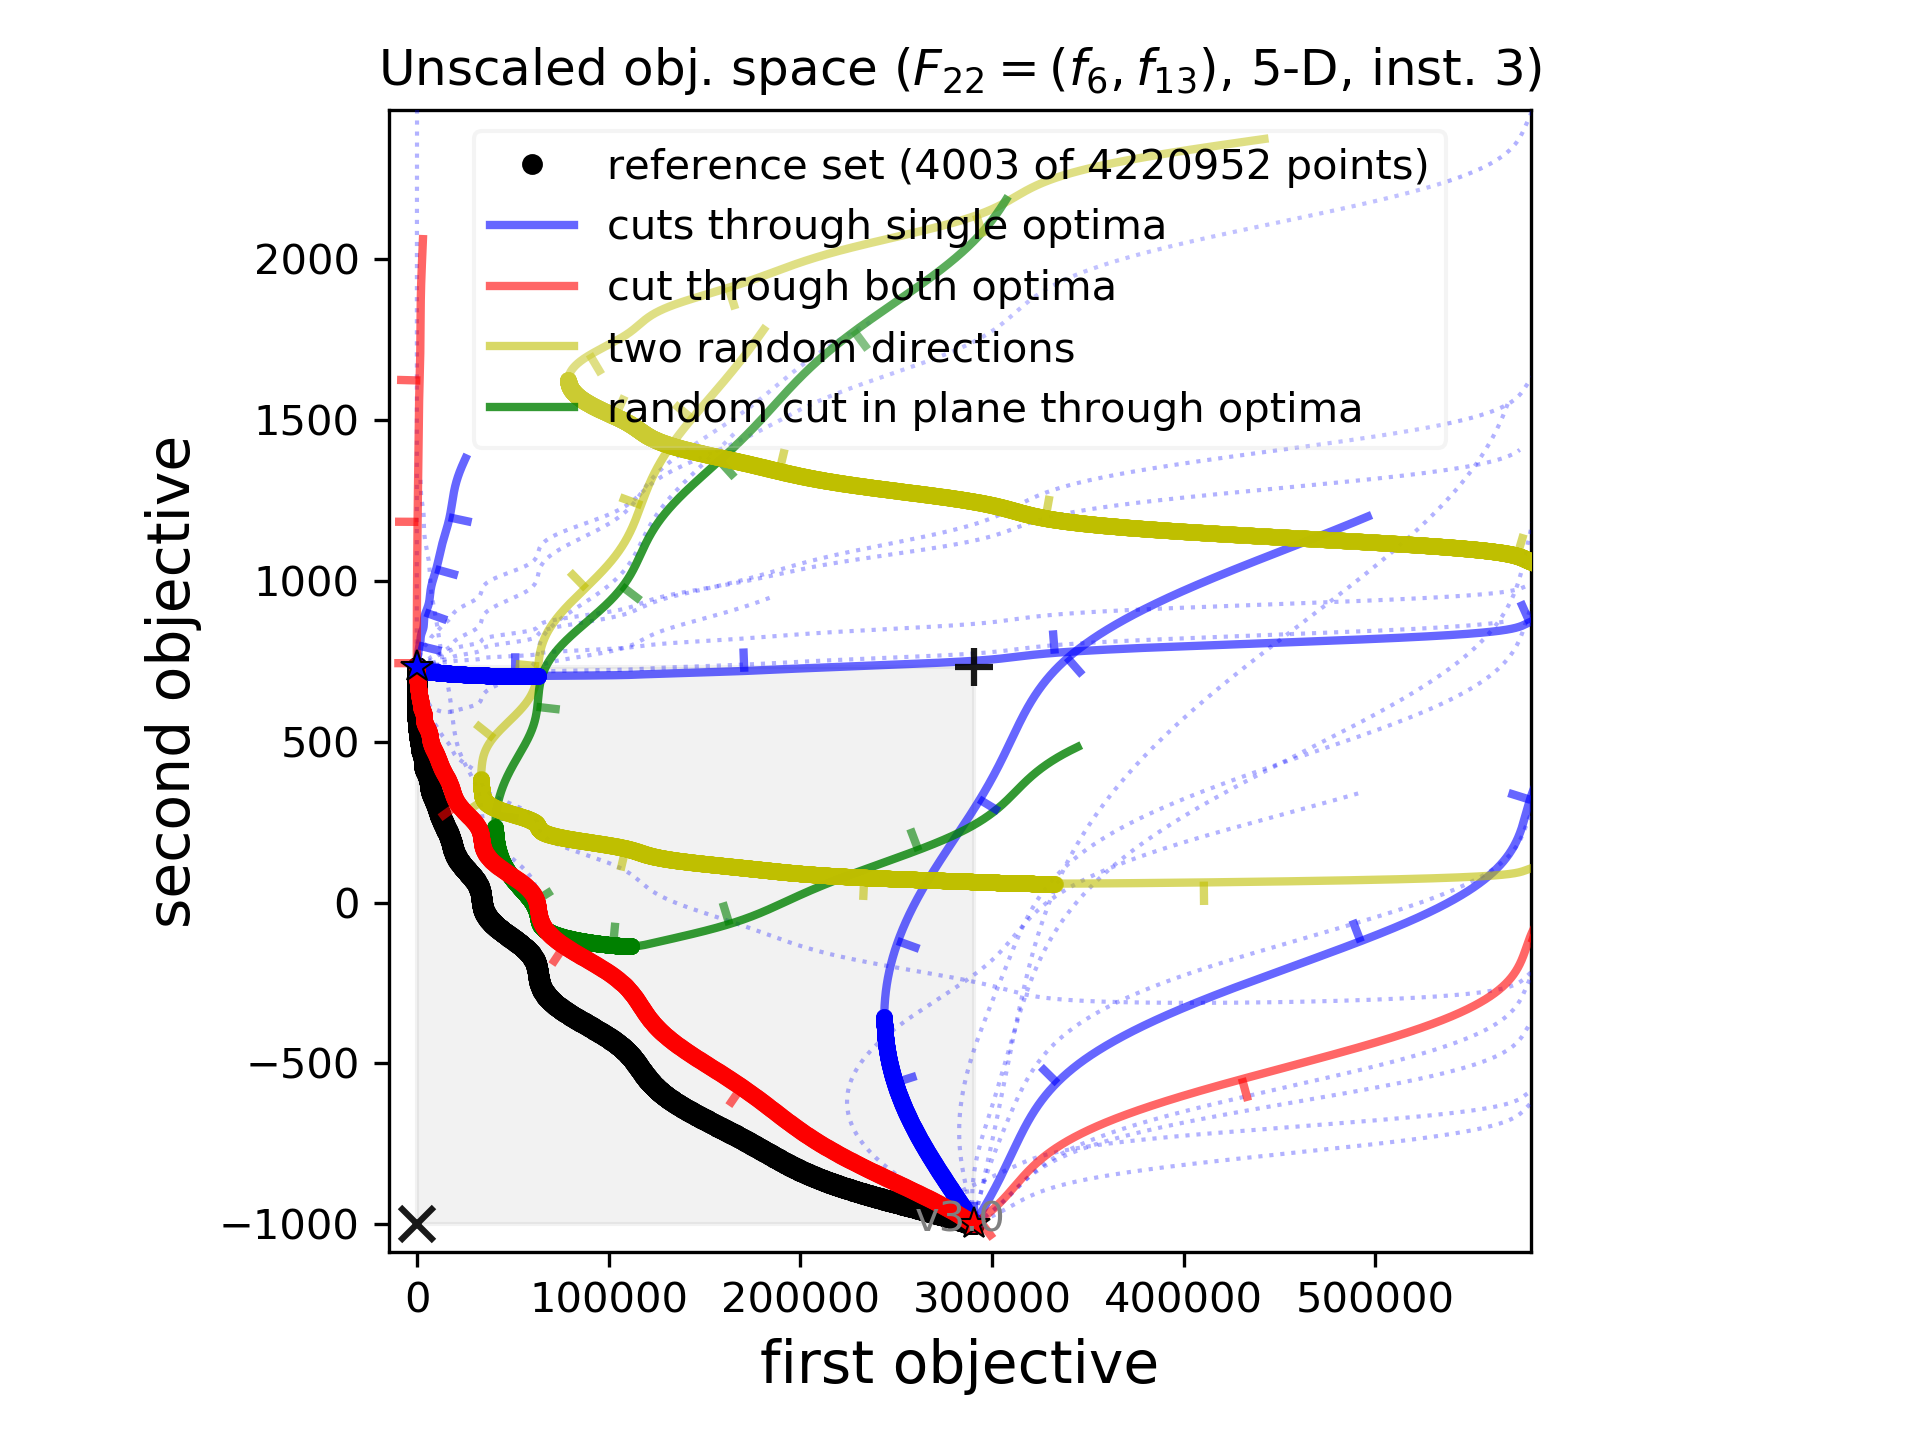 Unscaled obj. space (F22 = (f6, f13), 5-D, inst. 3)
reference set (4003 of 4220952 points)
cuts through single optima
cut through both optima
two random directions
random cut in plane through optima
second objective
2000
1500
1000
500
0
−500
−1000
v3.0
0 100000 200000 300000 400000 500000
first objective